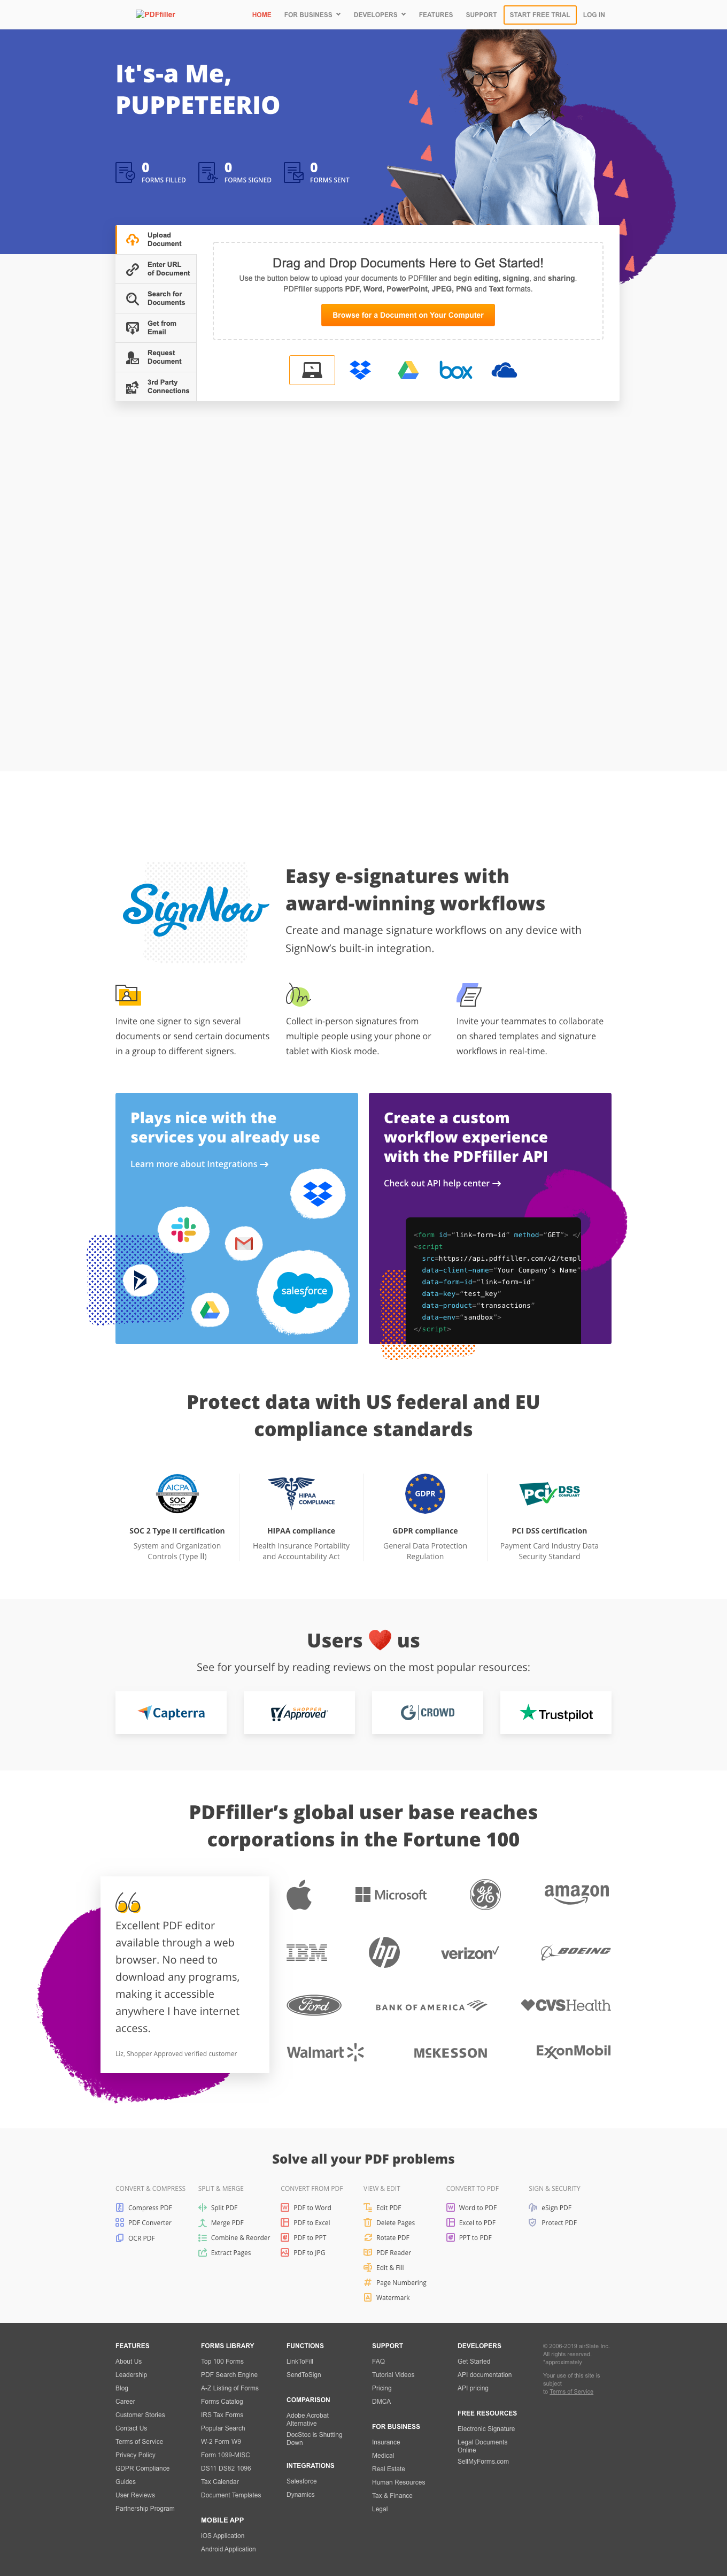 PDFfiller
HOME FOR BUSINESS DEVELOPERS FEATURES SUPPORT START FREE TRIAL LOG IN
It's-a Me,
PUPPETEERIO
0 0 0
FORMS FILLED FORMS SIGNED FORMS SENT
Upload
Document
Enter URL
of Document
Search for
Documents
Get from
Email
Request
Document
3rd Party
Connections
Drag and Drop Documents Here to Get Started!
Use the button below to upload your documents to PDFfiller and begin editing, signing, and sharing.
PDFfiller supports PDF, Word, PowerPoint, JPEG, PNG and Text formats.
Browse for a Document on Your Computer
box
SignNow
Easy e-signatures with
award-winning workflows
Create and manage signature workflows on any device with
SignNow's built-in integration.
Invite one signer to sign several
documents or send certain documents
in a group to different signers.
Collect in-person signatures from
multiple people using your phone or
tablet with Kiosk mode.
Invite your teammates to collaborate
on shared templates and signature
workflows in real-time.
Plays nice with the
services you already use
Learn more about Integrations →
salesforce
Create a custom
workflow experience
with the PDFfiller API
Check out API help center →
<form id="link-form-id" method="GET"> </
<script
src=https://api.pdffiller.com/v2/templ
data-client-name="Your Company's Name"
data-form-id="link-form-id"
data-key="test_key"
data-product="transactions"
data-env="sandbox">
</script>
Protect data with US federal and EU
compliance standards
AICPA
SOC
HIPAA
COMPLIANCE
GDPR
PCI DSS
COMPLIANT
SOC 2 Type II certification
System and Organization
Controls (Type II)
HIPAA compliance
Health Insurance Portability
and Accountability Act
GDPR compliance
General Data Protection
Regulation
PCI DSS certification
Payment Card Industry Data
Security Standard
Users us
See for yourself by reading reviews on the most popular resources:
Capterra
SHOPPER
Approved
G2 CROWD
Trustpilot
PDFfiller's global user base reaches
corporations in the Fortune 100
Excellent PDF editor
available through a web
browser. No need to
download any programs,
making it accessible
anywhere I have internet
access.
Liz, Shopper Approved verified customer
Microsoft GE amazon
IBM hp verizon BOEING
Ford BANK OF AMERICA CVSHealth
Walmart MCKESSON ExxonMobil
Solve all your PDF problems
CONVERT & COMPRESS
Compress PDF
PDF Converter
OCR PDF
SPLIT & MERGE
Split PDF
Merge PDF
Combine & Reorder
Extract Pages
CONVERT FROM PDF
PDF to Word
PDF to Excel
PDF to PPT
PDF to JPG
VIEW & EDIT
Edit PDF
Delete Pages
Rotate PDF
PDF Reader
Edit & Fill
Page Numbering
Watermark
CONVERT TO PDF
Word to PDF
Excel to PDF
PPT to PDF
SIGN & SECURITY
eSign PDF
Protect PDF
FEATURES
About Us
Leadership
Blog
Career
Customer Stories
Contact Us
Terms of Service
Privacy Policy
GDPR Compliance
Guides
User Reviews
Partnership Program
FORMS LIBRARY
Top 100 Forms
PDF Search Engine
A-Z Listing of Forms
Forms Catalog
IRS Tax Forms
Popular Search
W-2 Form W9
Form 1099-MISC
DS11 DS82 1096
Tax Calendar
Document Templates
MOBILE APP
iOS Application
Android Application
FUNCTIONS
LinkToFill
SendToSign
COMPARISON
Adobe Acrobat
Alternative
DocStoc is Shutting
Down
INTEGRATIONS
Salesforce
Dynamics
SUPPORT
FAQ
Tutorial Videos
Pricing
DMCA
FOR BUSINESS
Insurance
Medical
Real Estate
Human Resources
Tax & Finance
Legal
DEVELOPERS
Get Started
API documentation
API pricing
FREE RESOURCES
Electronic Signature
Legal Documents
Online
SellMyForms.com
© 2006-2019 airSlate Inc.
All rights reserved.
*approximately
Your use of this site is
subject
to Terms of Service